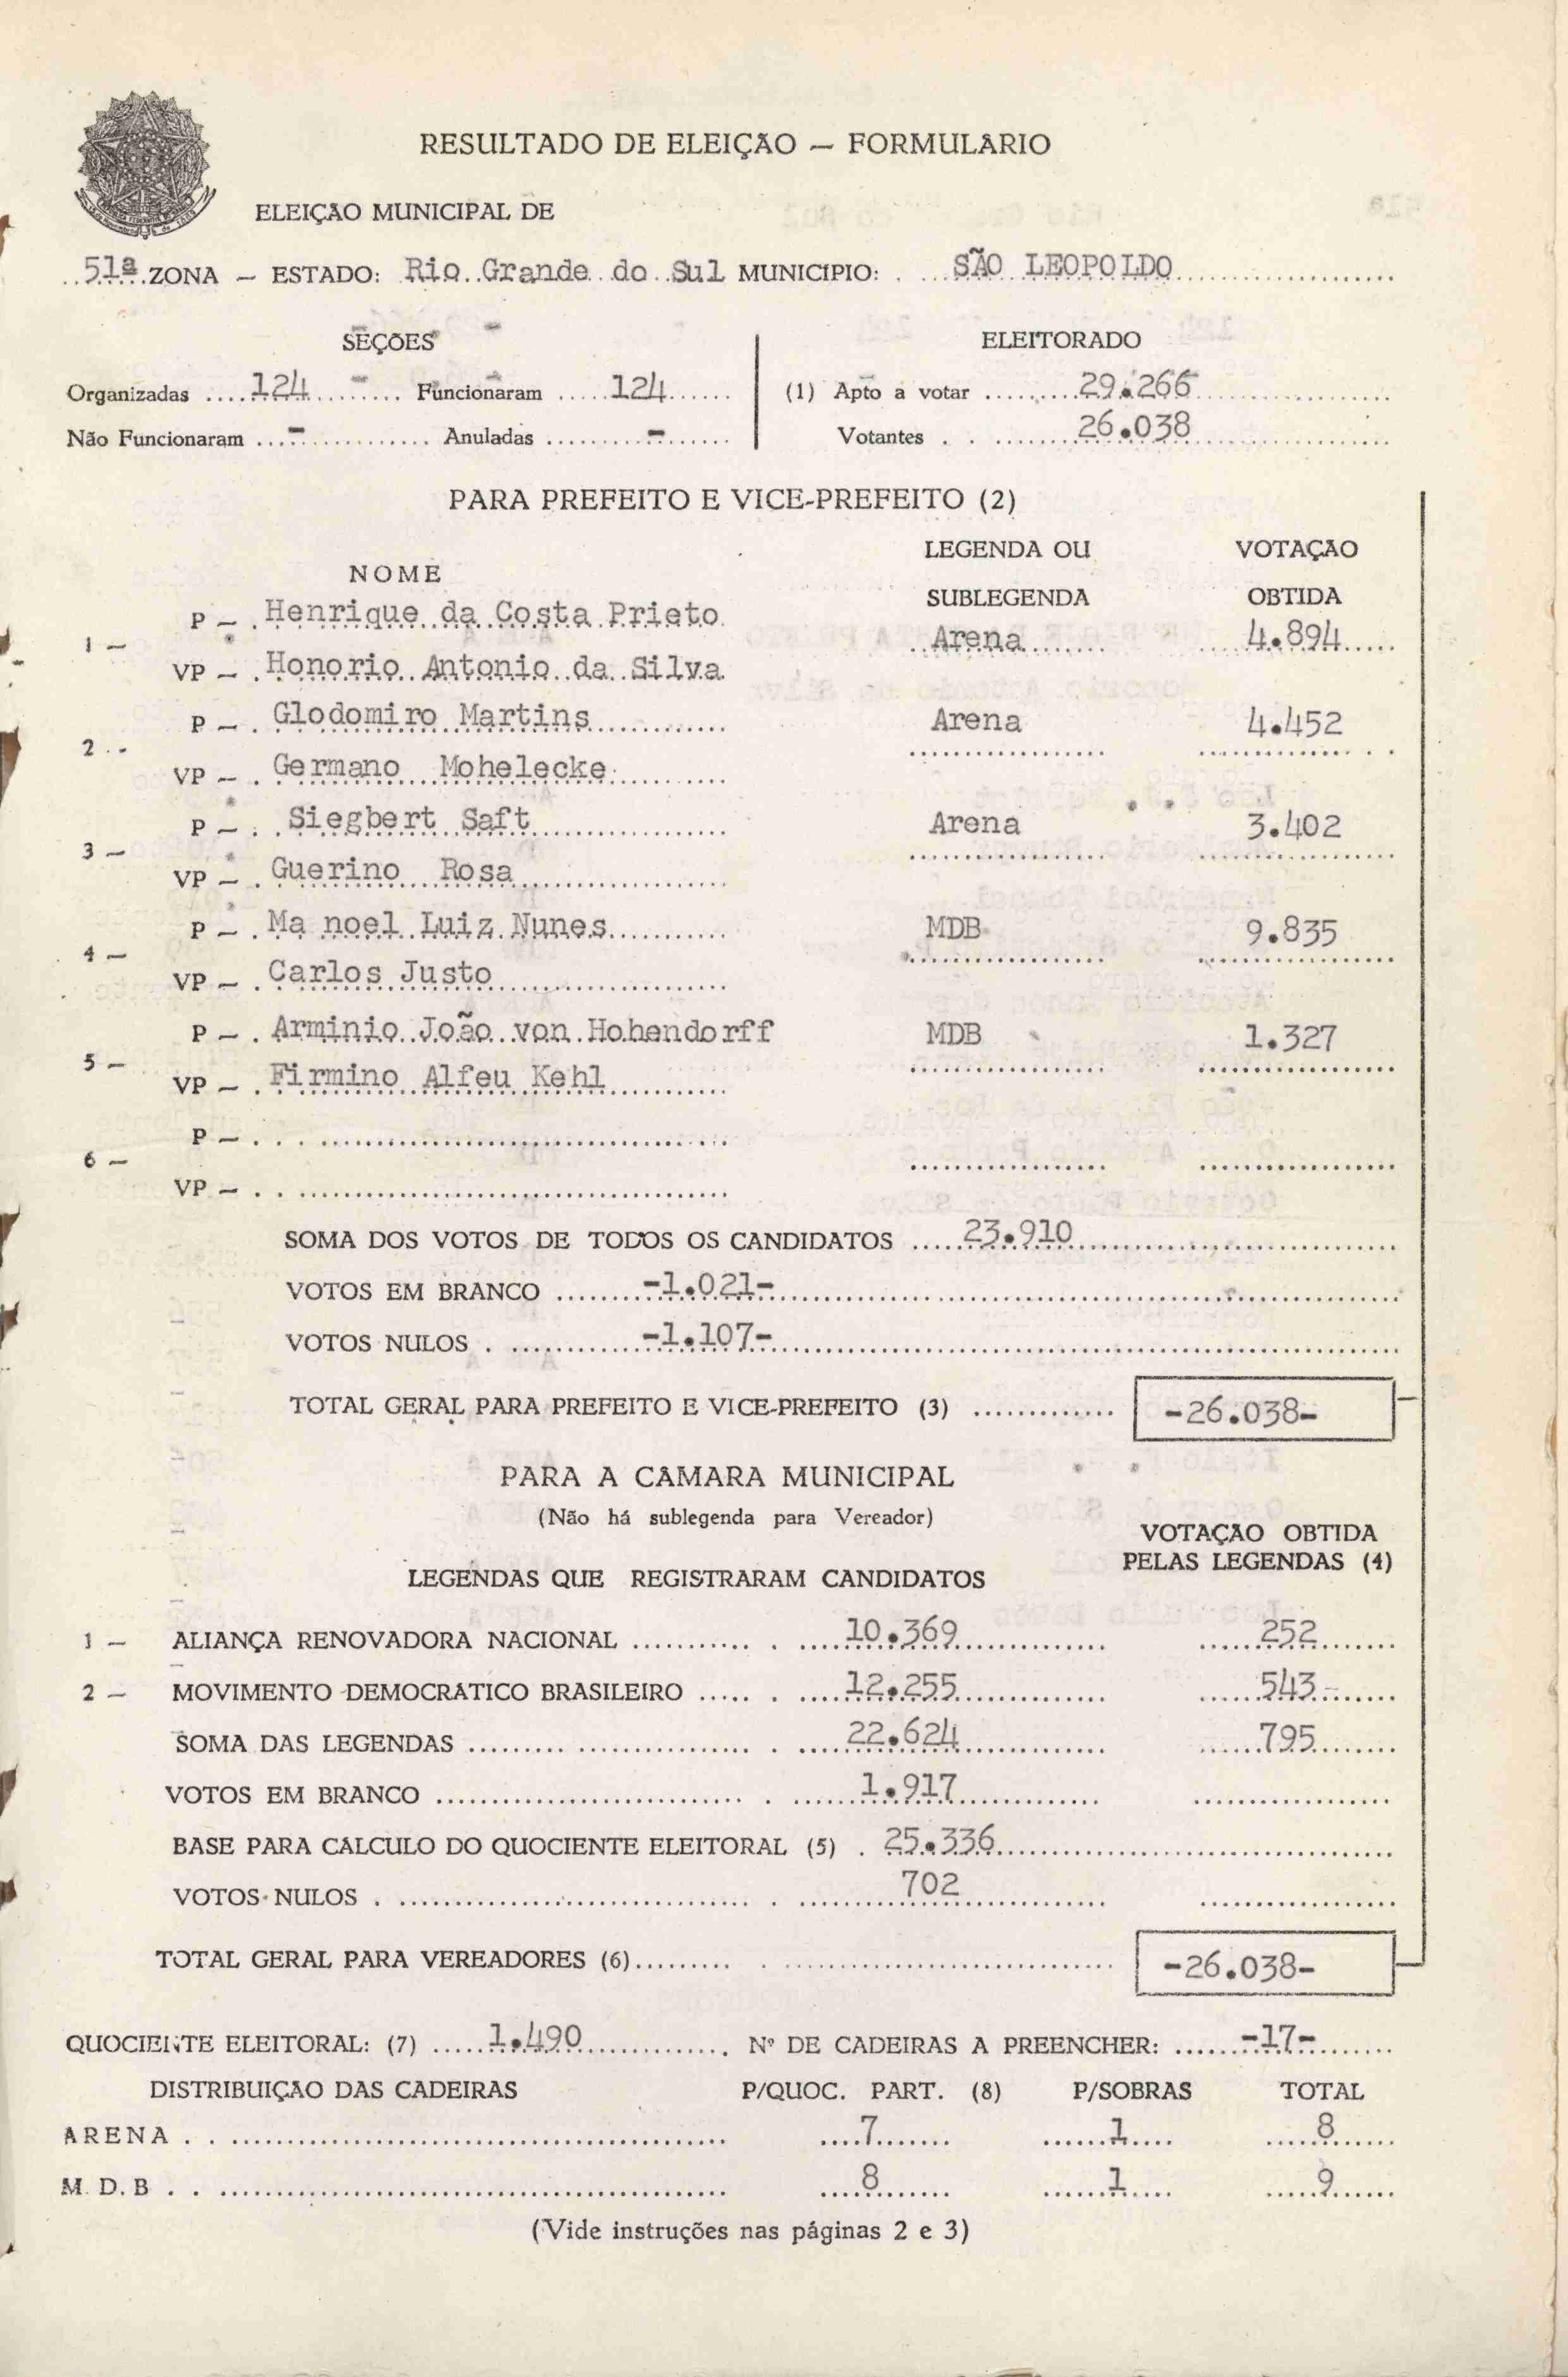 RESULTADO DE ELEIÇÃO — FORMULARIO
ELEIÇÃO MUNICIPAL DE
51ª ZONA — ESTADO: Rio Grande do Sul MUNICIPIO: SÃO LEOPOLDO
SEÇÕES
ELEITORADO
Organizadas 124 Funcionaram 124 (1) Apto a votar 29.266
Não Funcionaram - Anuladas - Votantes 26.038
PARA PREFEITO E VICE-PREFEITO (2)
NOME
LEGENDA OU SUBLEGENDA
VOTAÇÃO OBTIDA
1 — P — Henrique da Costa Prieto
Arena 4.894
VP — Honorio Antonio da Silva
2 - P — Glodomiro Martins Arena 4.452
VP — Germano Mohelecke
3 — P — Siegbert Saft Arena 3.402
VP — Guerino Rosa
4 — P — Ma noel Luiz Nunes MDB 9.835
VP — Carlos Justo
5 — P — Arminio João von Hohendorff MDB 1.327
VP — Firmino Alfeu Kehl
6 — P —
VP —
SOMA DOS VOTOS DE TODOS OS CANDIDATOS 23.910
VOTOS EM BRANCO -1.021-
VOTOS NULOS -1.107-
TOTAL GERAL PARA PREFEITO E VICE-PREFEITO (3) -26.038-
PARA A CAMARA MUNICIPAL
(Não há sublegenda para Vereador)
VOTAÇÃO OBTIDA
PELAS LEGENDAS (4)
LEGENDAS QUE REGISTRARAM CANDIDATOS
1 — ALIANÇA RENOVADORA NACIONAL 10.369 252
2 — MOVIMENTO DEMOCRATICO BRASILEIRO 12.255 543
SOMA DAS LEGENDAS 22.624 795
VOTOS EM BRANCO 1.917
BASE PARA CALCULO DO QUOCIENTE ELEITORAL (5) 25.336
VOTOS NULOS 702
TOTAL GERAL PARA VEREADORES (6) -26.038-
QUOCIENTE ELEITORAL: (7) 1.490 Nº DE CADEIRAS A PREENCHER: -17-
DISTRIBUIÇÃO DAS CADEIRAS P/QUOC. PART. (8) P/SOBRAS TOTAL
ARENA 7 1 8
M. D. B 8 1 9
(Vide instruções nas páginas 2 e 3)